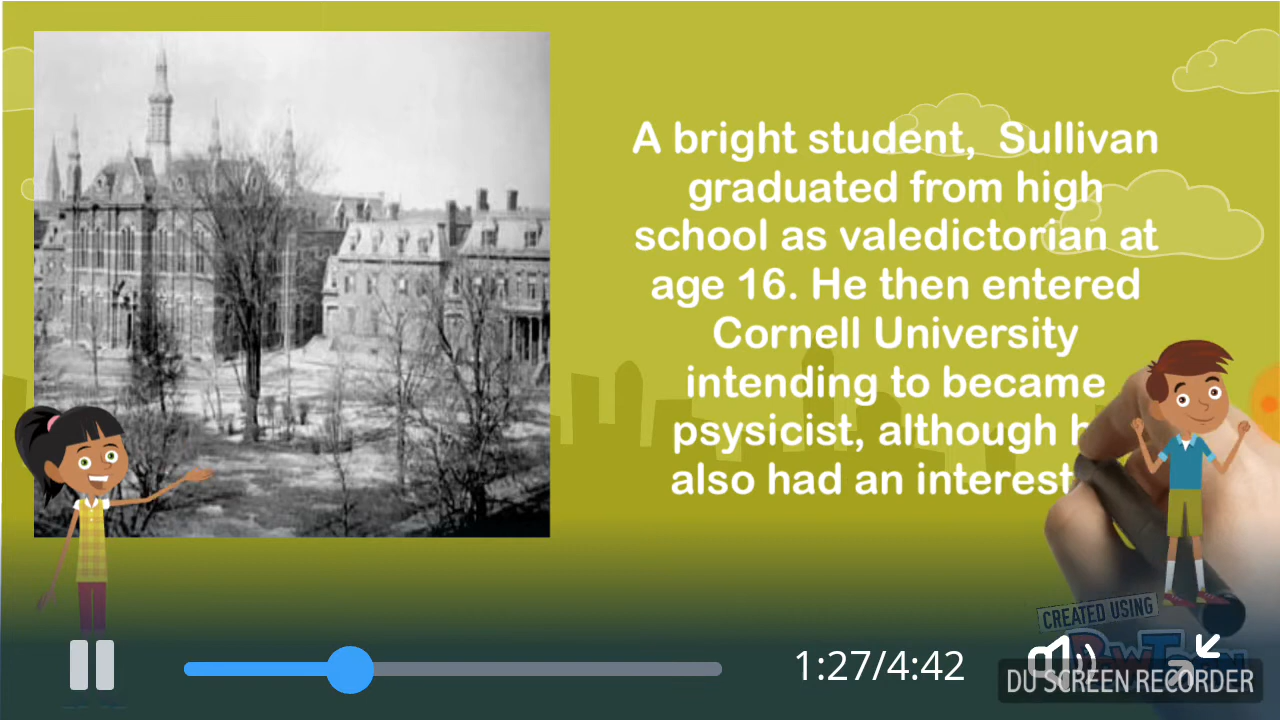 A bright student, Sullivan
graduated from high
school as valedictorian at
age 16. He then entered
Cornell University
intending to became
psysicist, although h
also had an interest
CREATED USING
1:27/4:42
DU SCREEN RECORDER